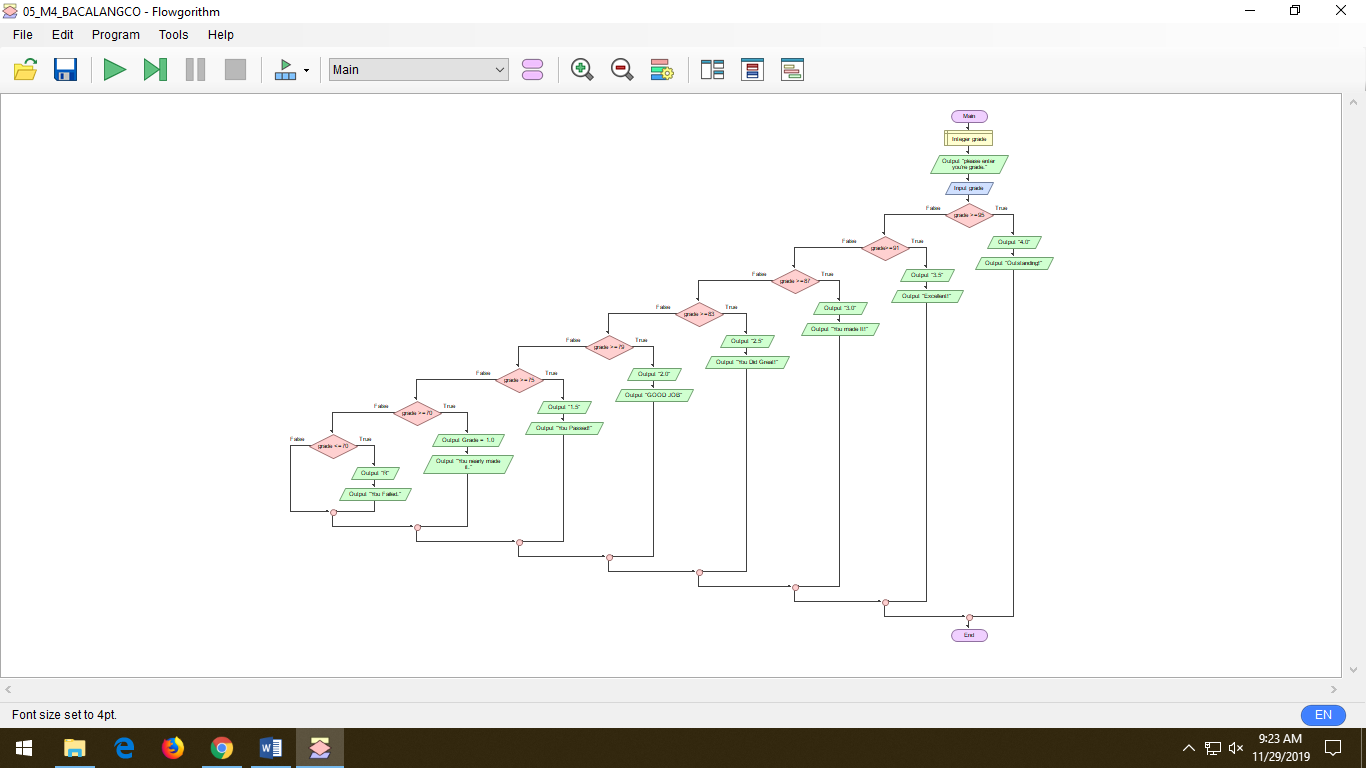 05_M4_BACALANGCO - Flowgorithm
File Edit Program Tools Help
Main
Main
Integer grade
Output "please enter
you're grade."
Input grade
False
grade >=95
True
Output "4.0"
Output "Outstanding!"
False
grade>=91
True
Output "3.5"
Output "Excellent!"
False
grade >=87
True
Output "3.0"
Output "You made It!"
False
grade >=83
True
Output "2.5"
Output "You Did Great!"
False
grade >=79
True
Output "2.0"
Output "GOOD JOB"
False
grade >=75
True
Output "1.5"
Output "You Passed!"
False
grade >=70
True
Output Grade = 1.0
Output "You nearly made
it."
False
grade <=70
True
Output "R"
Output "You Failed."
End
Font size set to 4pt.
EN
9:23 AM
11/29/2019